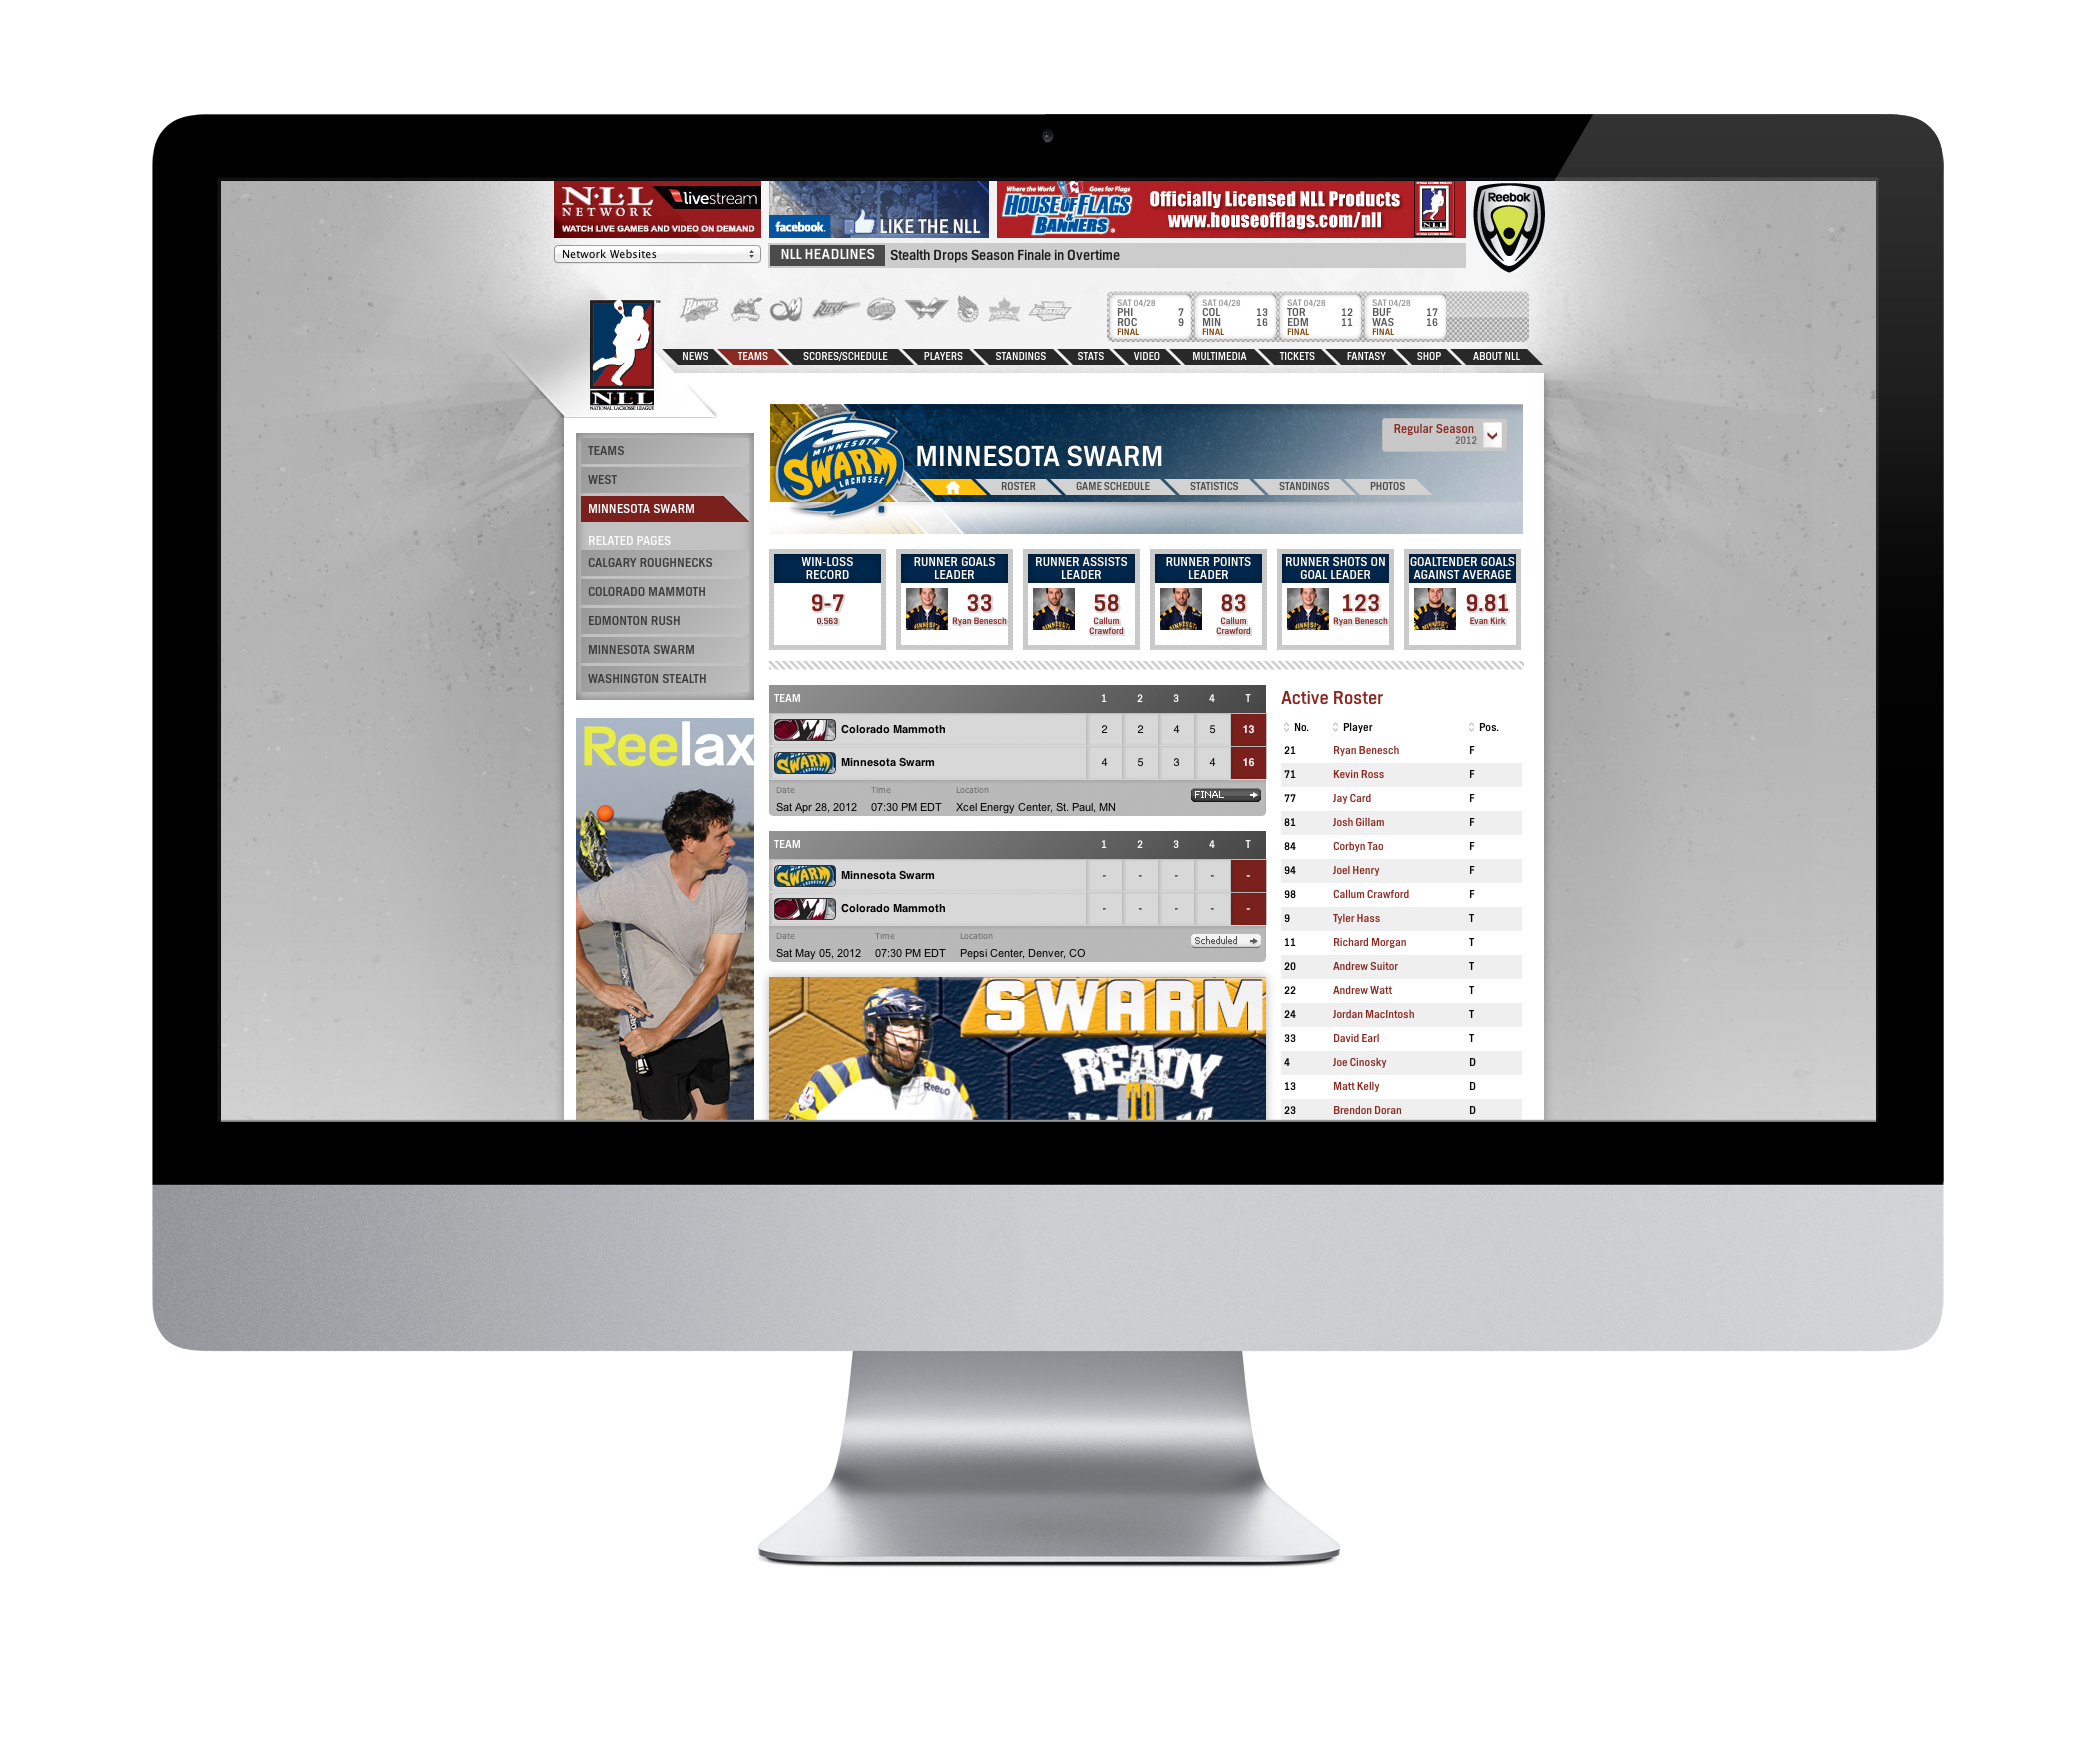 N·L·L
NETWORK
livestream
WATCH LIVE GAMES AND VIDEO ON DEMAND
facebook.
LIKE THE NLL
Where the World Goes for Flags
HOUSE OF FLAGS
&
BANNERS®
Officially Licensed NLL Products
www.houseofflags.com/nll
Reebok
Network Websites
NLL HEADLINES
Stealth Drops Season Finale in Overtime
SAT 04/28
PHI 7
ROC 9
FINAL
SAT 04/28
COL 13
MIN 16
FINAL
SAT 04/28
TOR 12
EDM 11
FINAL
SAT 04/28
BUF 17
WAS 16
FINAL
N·L·L
NATIONAL LACROSSE LEAGUE
NEWS TEAMS SCORES/SCHEDULE PLAYERS STANDINGS STATS VIDEO MULTIMEDIA TICKETS FANTASY SHOP ABOUT NLL
TEAMS
WEST
MINNESOTA SWARM
RELATED PAGES
CALGARY ROUGHNECKS
COLORADO MAMMOTH
EDMONTON RUSH
MINNESOTA SWARM
WASHINGTON STEALTH
Reelax
MINNESOTA
SWARM
LACROSSE
MINNESOTA SWARM
Regular Season
2012
ROSTER GAME SCHEDULE STATISTICS STANDINGS PHOTOS
WIN-LOSS
RECORD
9-7
0.563
RUNNER GOALS
LEADER
33
Ryan Benesch
RUNNER ASSISTS
LEADER
58
Callum
Crawford
RUNNER POINTS
LEADER
83
Callum
Crawford
RUNNER SHOTS ON
GOAL LEADER
123
Ryan Benesch
GOALTENDER GOALS
AGAINST AVERAGE
9.81
Evan Kirk
TEAM 1 2 3 4 T
Colorado Mammoth 2 2 4 5 13
SWARM Minnesota Swarm 4 5 3 4 16
Date Time Location
Sat Apr 28, 2012 07:30 PM EDT Xcel Energy Center, St. Paul, MN
FINAL
TEAM 1 2 3 4 T
SWARM Minnesota Swarm - - - - -
Colorado Mammoth - - - - -
Date Time Location
Sat May 05, 2012 07:30 PM EDT Pepsi Center, Denver, CO
Scheduled
SWARM
READY
TO
Reebo
Active Roster
No. Player Pos.
21 Ryan Benesch F
71 Kevin Ross F
77 Jay Card F
81 Josh Gillam F
84 Corbyn Tao F
94 Joel Henry F
98 Callum Crawford F
9 Tyler Hass T
11 Richard Morgan T
20 Andrew Suitor T
22 Andrew Watt T
24 Jordan MacIntosh T
33 David Earl T
4 Joe Cinosky D
13 Matt Kelly D
23 Brendon Doran D